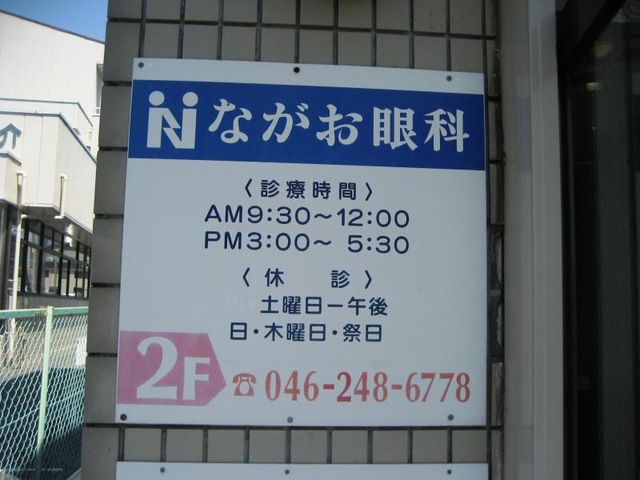 ながお眼科
〈診療時間〉
AM9:30～12:00
PM3:00～ 5:30
〈休　診〉
土曜日ー午後
日・木曜日・祭日
2F ☎046-248-6778